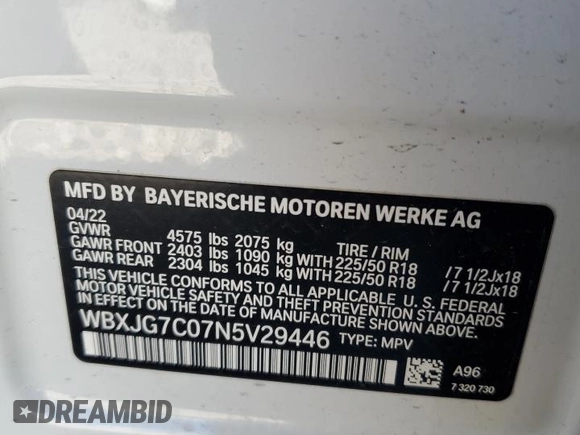 MFD BY BAYERISCHE MOTOREN WERKE AG
04/22
GVWR 4575 lbs 2075 kg TIRE / RIM
GAWR FRONT 2403 lbs 1090 kg WITH 225/50 R18 / 7 1/2Jx18
GAWR REAR 2304 lbs 1045 kg WITH 225/50 R18 / 7 1/2Jx18
THIS VEHICLE CONFORMS TO ALL APPLICABLE U.S. FEDERAL
MOTOR VEHICLE SAFETY AND THEFT PREVENTION STANDARDS
IN EFFECT ON THE DATE OF MANUFACTURE SHOWN ABOVE.
WBXJG7C07N5V29446 TYPE: MPV
A96
7 320 730
DREAMBID